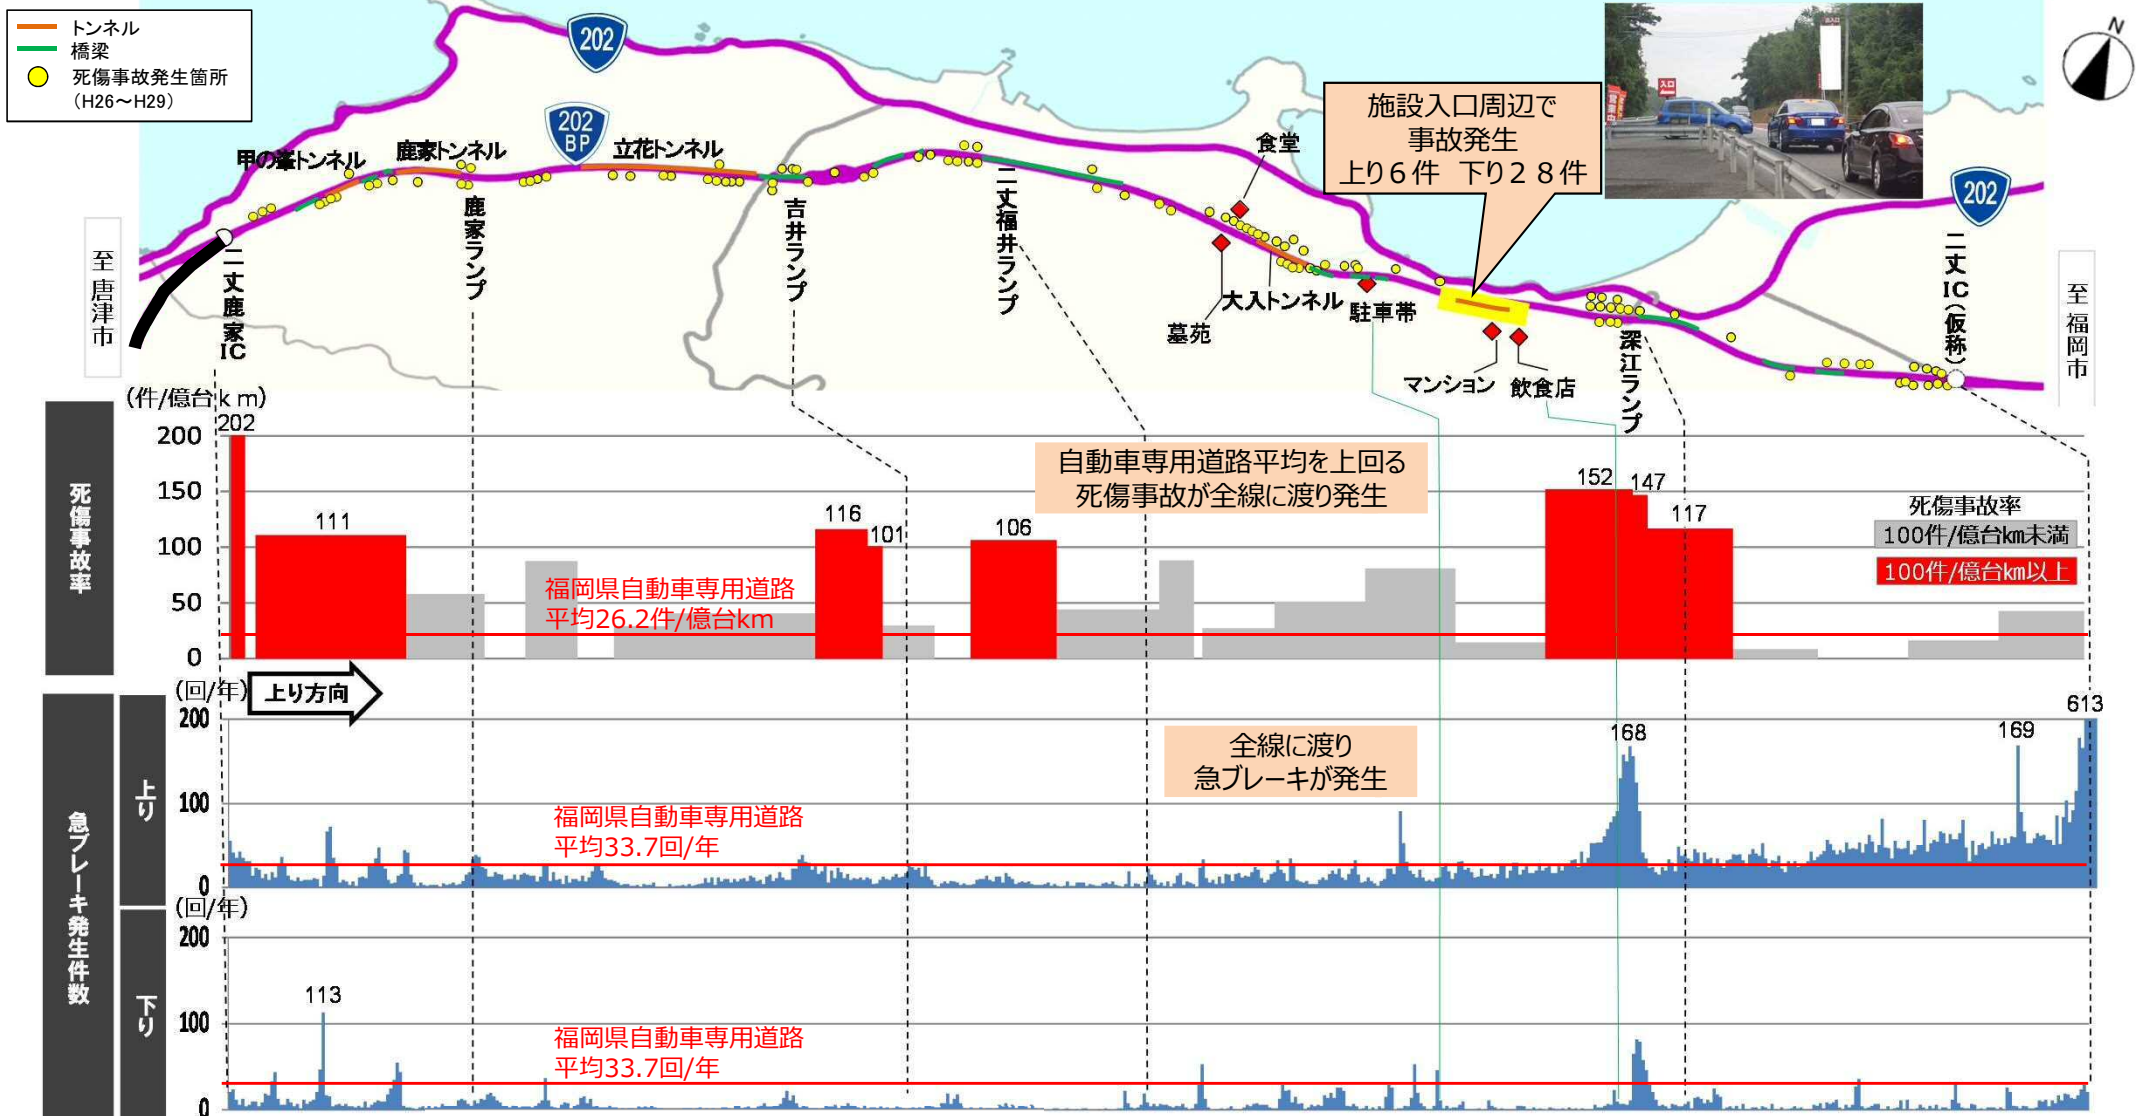 トンネル
橋梁
死傷事故発生箇所
(H26～H29)
202
202
BP
甲の峯トンネル
鹿家トンネル
立花トンネル
食堂
施設入口周辺で
事故発生
上り6件 下り28件
入口
N
202
至唐津市
二丈鹿家IC
鹿家ランプ
吉井ランプ
二丈福井ランプ
墓苑
大入トンネル
駐車帯
マンション
飲食店
深江ランプ
二丈IC(仮称)
至福岡市
死傷事故率
(件/億台km)
200
150
100
50
0
202
111
116
101
106
152
147
117
自動車専用道路平均を上回る
死傷事故が全線に渡り発生
福岡県自動車専用道路
平均26.2件/億台km
死傷事故率
100件/億台km未満
100件/億台km以上
急ブレーキ発生件数
上り
(回/年)
上り方向
200
100
0
全線に渡り
急ブレーキが発生
168
169
613
福岡県自動車専用道路
平均33.7回/年
下り
(回/年)
200
100
0
113
福岡県自動車専用道路
平均33.7回/年